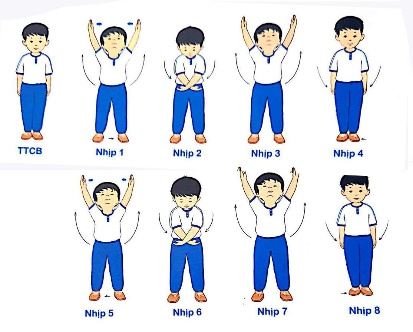 TTCB
Nhịp 1
Nhịp 2
Nhịp 3
Nhịp 4
Nhịp 5
Nhịp 6
Nhịp 7
Nhịp 8